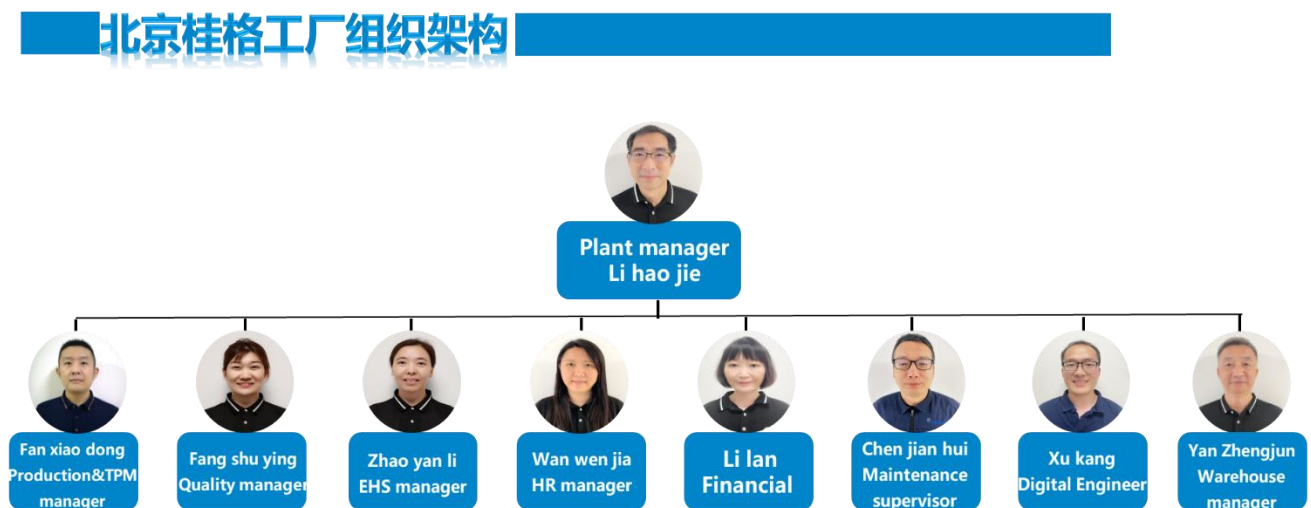 北京桂格工厂组织架构
Plant manager
Li hao jie
Fan xiao dong
Production&TPM
manager
Fang shu ying
Quality manager
Zhao yan li
EHS manager
Wan wen jia
HR manager
Li lan
Financial
Chen jian hui
Maintenance
supervisor
Xu kang
Digital Engineer
Yan Zhengjun
Warehouse
manager